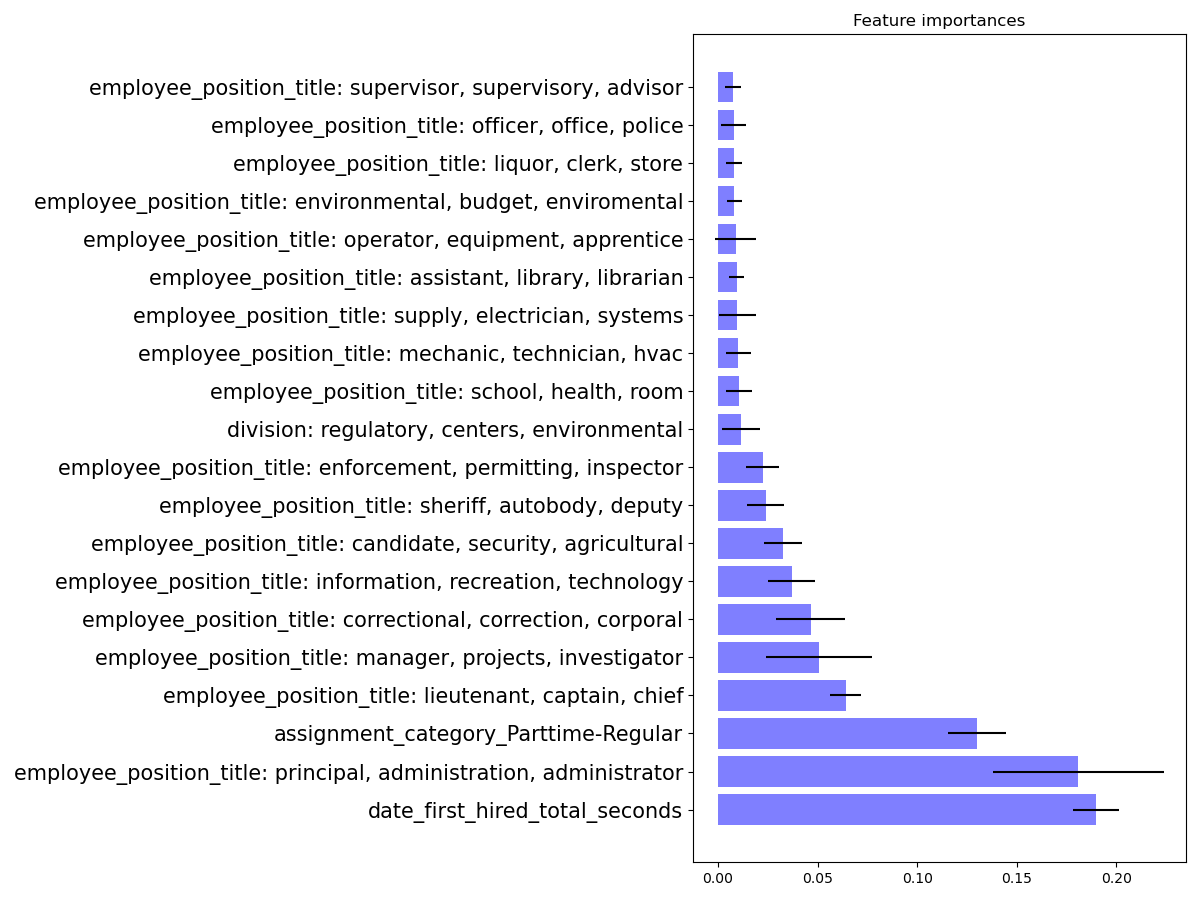 Feature importances
employee_position_title: supervisor, supervisory, advisor
employee_position_title: officer, office, police
employee_position_title: liquor, clerk, store
employee_position_title: environmental, budget, enviromental
employee_position_title: operator, equipment, apprentice
employee_position_title: assistant, library, librarian
employee_position_title: supply, electrician, systems
employee_position_title: mechanic, technician, hvac
employee_position_title: school, health, room
division: regulatory, centers, environmental
employee_position_title: enforcement, permitting, inspector
employee_position_title: sheriff, autobody, deputy
employee_position_title: candidate, security, agricultural
employee_position_title: information, recreation, technology
employee_position_title: correctional, correction, corporal
employee_position_title: manager, projects, investigator
employee_position_title: lieutenant, captain, chief
assignment_category_Parttime-Regular
employee_position_title: principal, administration, administrator
date_first_hired_total_seconds
0.00 0.05 0.10 0.15 0.20